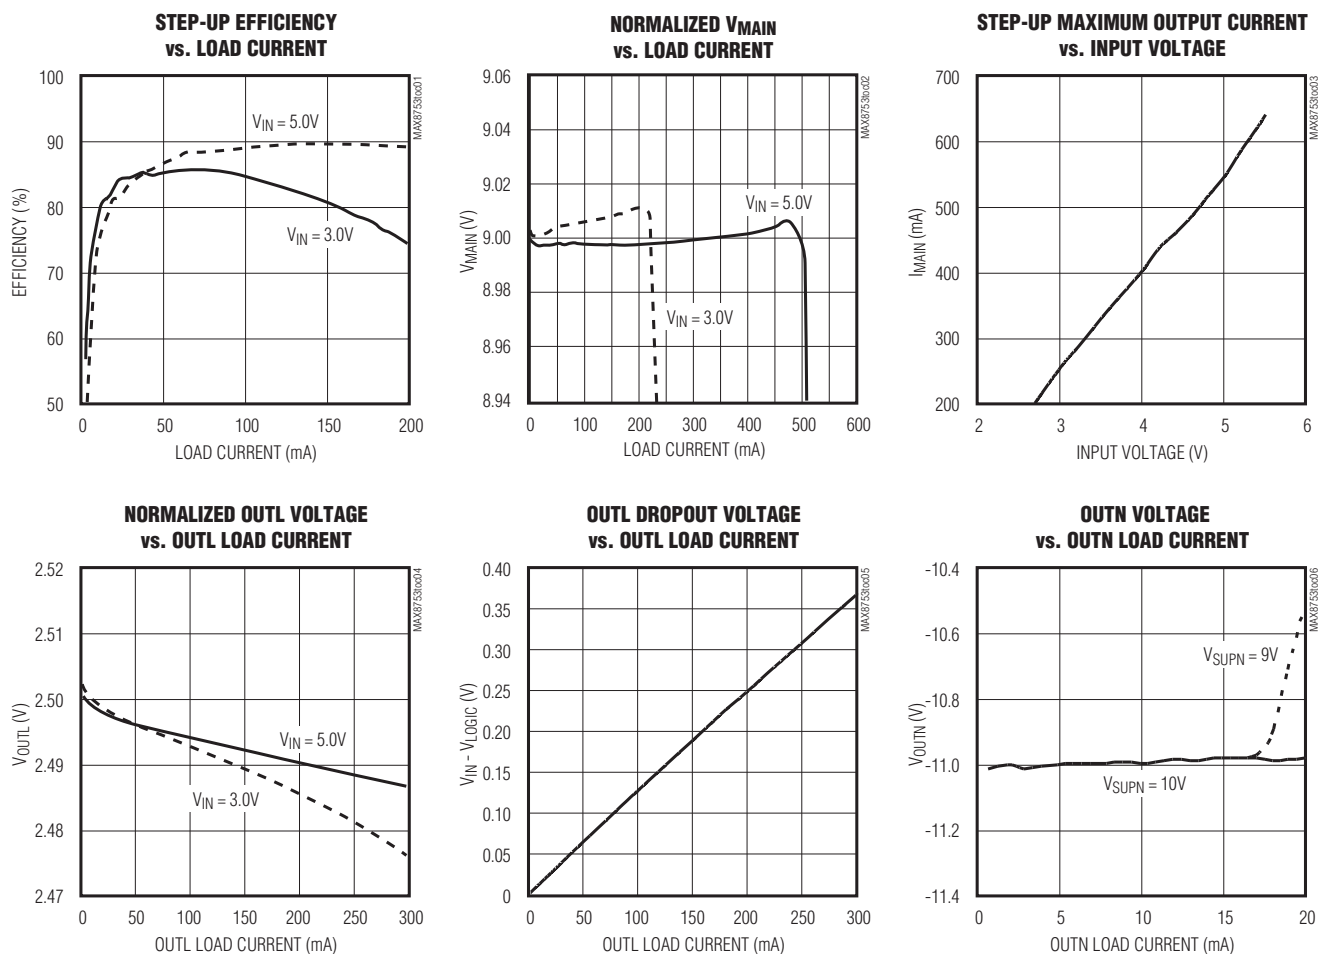 STEP-UP EFFICIENCY
vs. LOAD CURRENT
100
90
80
70
60
50
EFFICIENCY (%)
VIN = 5.0V
VIN = 3.0V
MAX8753toc01
0 50 100 150 200
LOAD CURRENT (mA)
NORMALIZED VMAIN
vs. LOAD CURRENT
9.06
9.04
9.02
9.00
8.98
8.96
8.94
VMAIN (V)
VIN = 5.0V
VIN = 3.0V
MAX8753toc02
0 100 200 300 400 500 600
LOAD CURRENT (mA)
STEP-UP MAXIMUM OUTPUT CURRENT
vs. INPUT VOLTAGE
700
600
500
400
300
200
IMAIN (mA)
MAX8753toc03
2 3 4 5 6
INPUT VOLTAGE (V)
NORMALIZED OUTL VOLTAGE
vs. OUTL LOAD CURRENT
2.52
2.51
2.50
2.49
2.48
2.47
VOUTL (V)
VIN = 5.0V
VIN = 3.0V
MAX8753toc04
0 50 100 150 200 250 300
OUTL LOAD CURRENT (mA)
OUTL DROPOUT VOLTAGE
vs. OUTL LOAD CURRENT
0.40
0.35
0.30
0.25
0.20
0.15
0.10
0.05
0
VIN - VLOGIC (V)
MAX8753toc05
0 50 100 150 200 250 300
OUTL LOAD CURRENT (mA)
OUTN VOLTAGE
vs. OUTN LOAD CURRENT
-10.4
-10.6
-10.8
-11.0
-11.2
-11.4
VOUTN (V)
VSUPN = 9V
VSUPN = 10V
MAX8753toc06
0 5 10 15 20
OUTN LOAD CURRENT (mA)